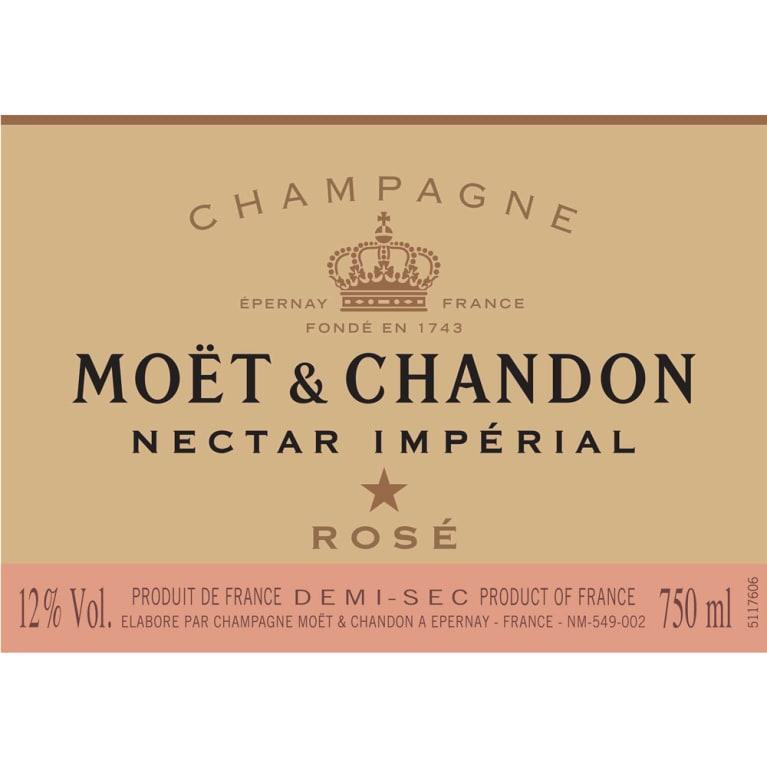 CHAMPAGNE
ÉPERNAY FRANCE
FONDÉ EN 1743
MOËT & CHANDON
NECTAR IMPÉRIAL
ROSÉ
12% Vol. PRODUIT DE FRANCE DEMI-SEC PRODUCT OF FRANCE 750 ml
ELABORE PAR CHAMPAGNE MOËT & CHANDON A EPERNAY - FRANCE - NM-549-002
5117606